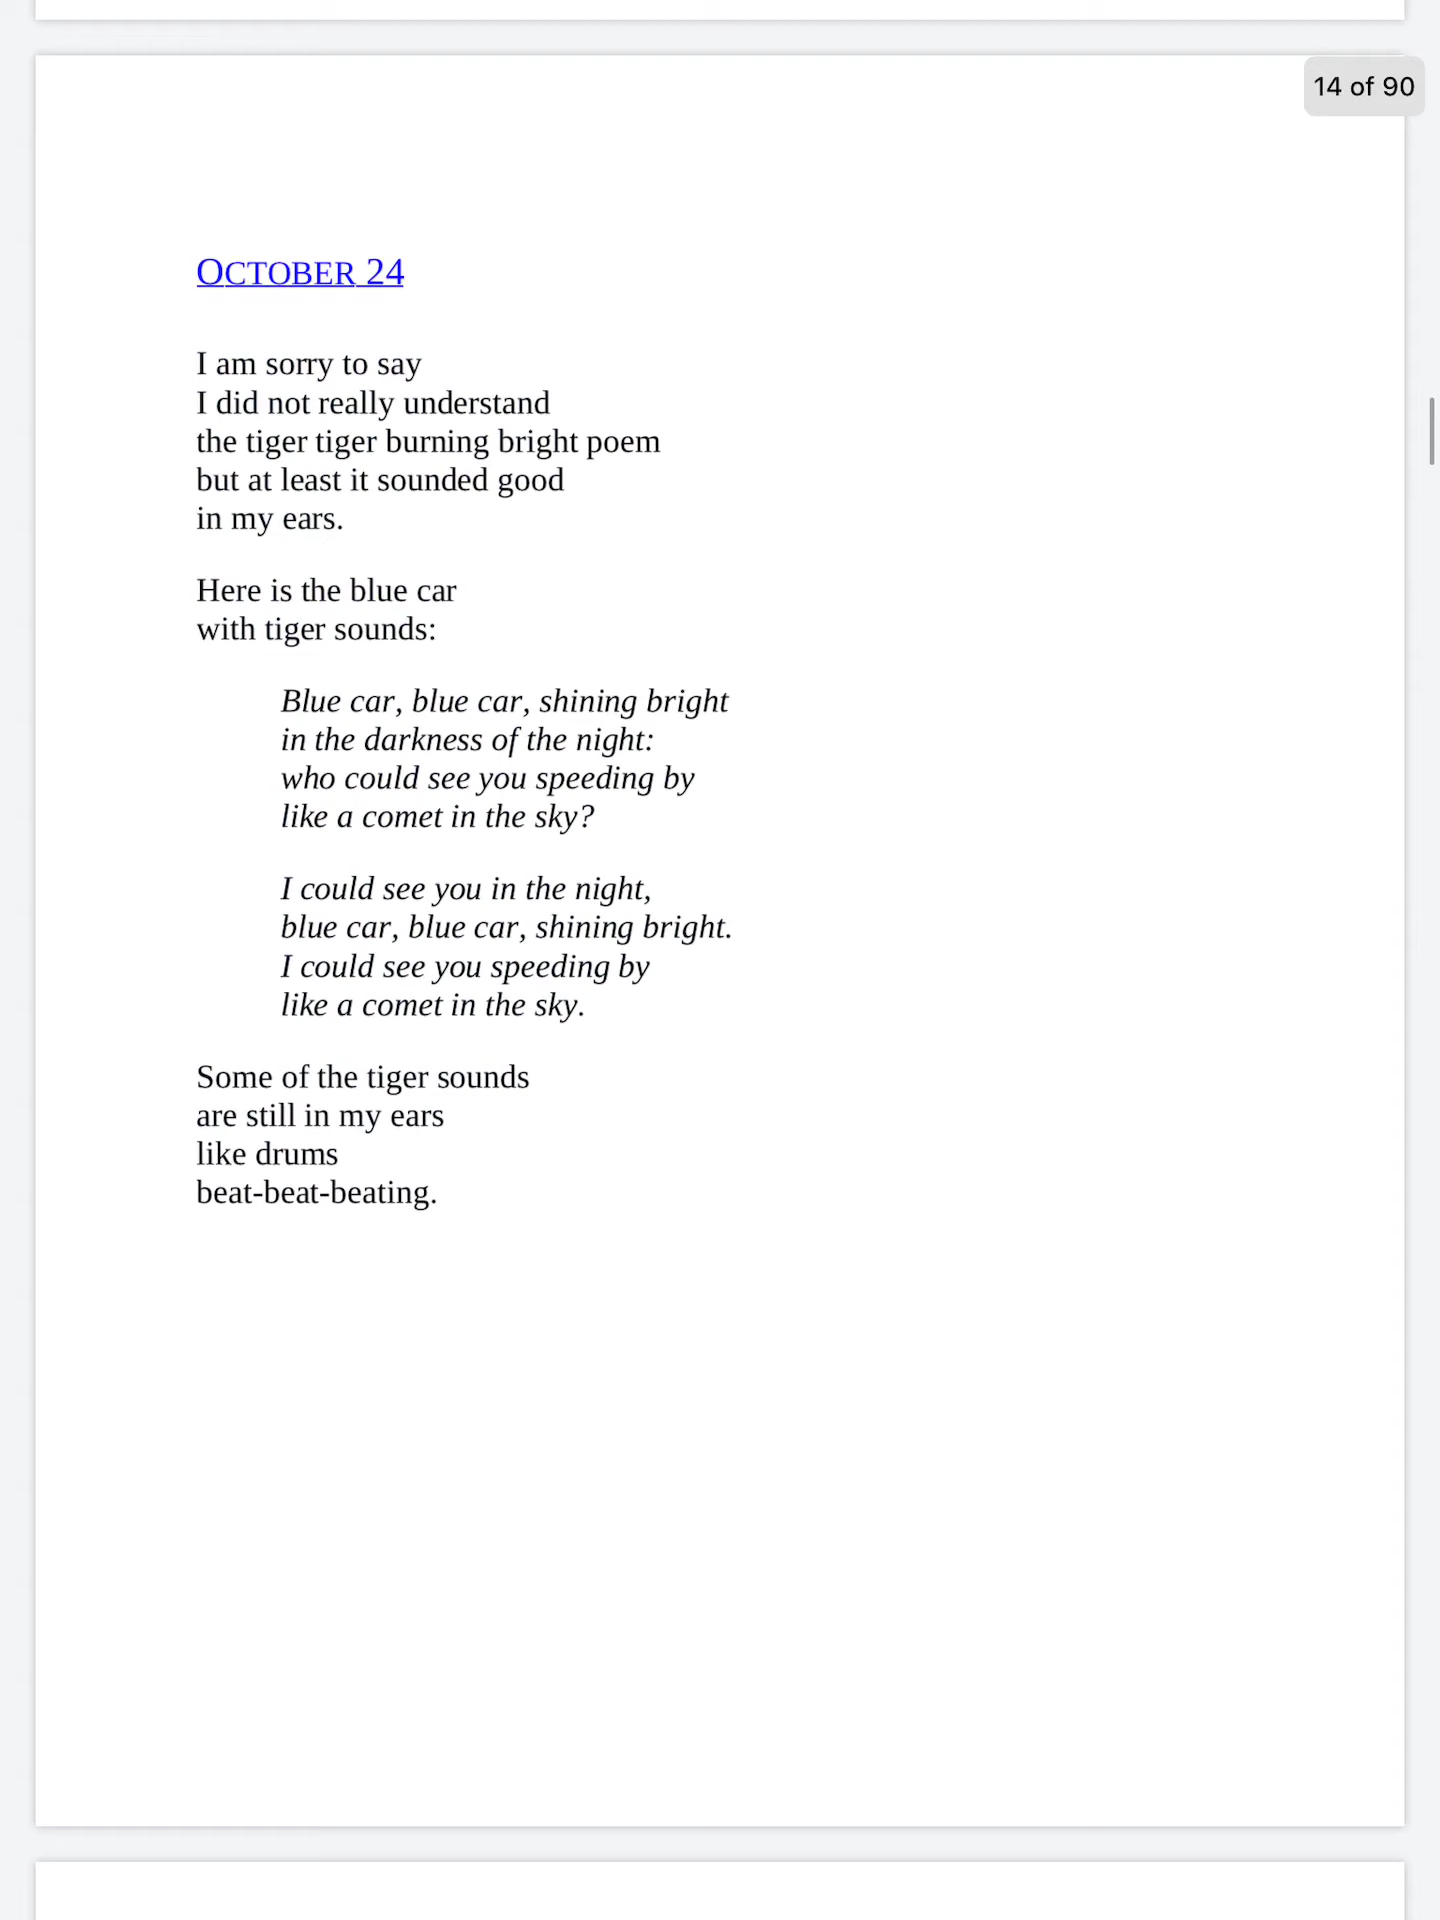 14 of 90
OCTOBER 24
I am sorry to say
I did not really understand
the tiger tiger burning bright poem
but at least it sounded good
in my ears.
Here is the blue car
with tiger sounds:
Blue car, blue car, shining bright
in the darkness of the night:
who could see you speeding by
like a comet in the sky?
I could see you in the night,
blue car, blue car, shining bright.
I could see you speeding by
like a comet in the sky.
Some of the tiger sounds
are still in my ears
like drums
beat-beat-beating.